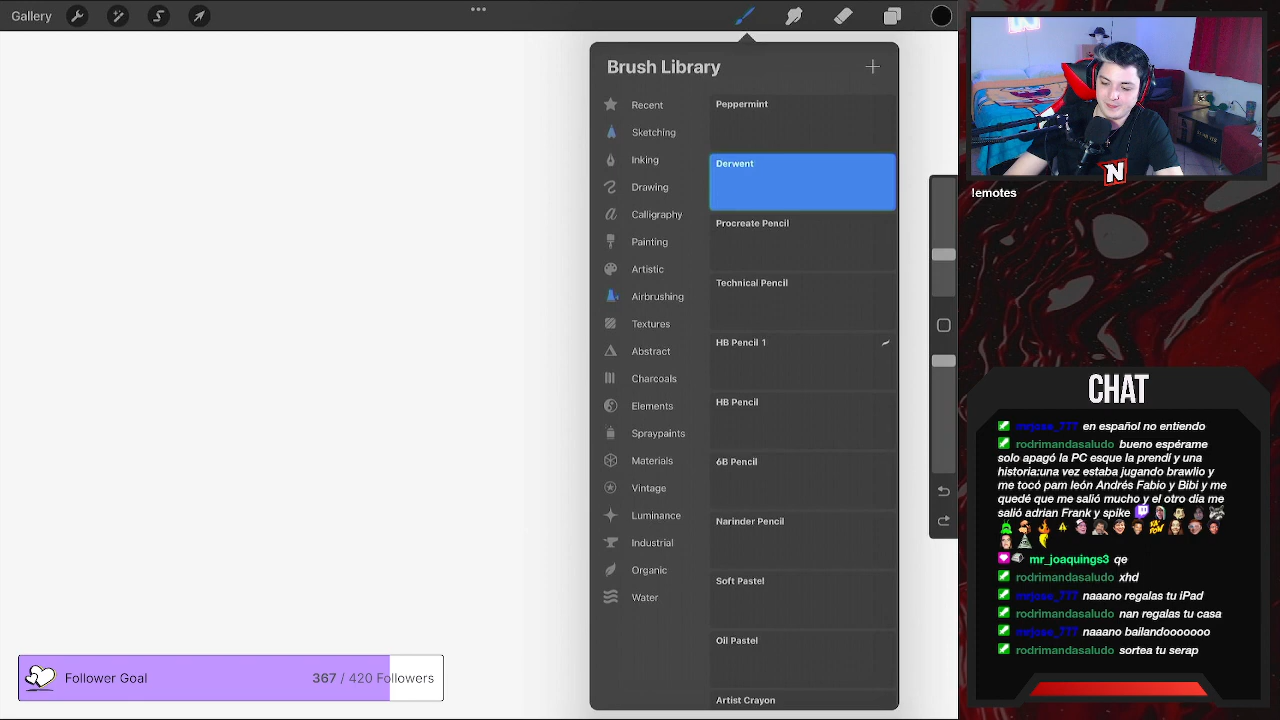 Gallery
Brush Library
Recent
Sketching
Inking
Drawing
Calligraphy
Painting
Artistic
Airbrushing
Textures
Abstract
Charcoals
Elements
Spraypaints
Materials
Vintage
Luminance
Industrial
Organic
Water
Peppermint
Derwent
Procreate Pencil
Technical Pencil
HB Pencil 1
HB Pencil
6B Pencil
Narinder Pencil
Soft Pastel
Oil Pastel
Artist Crayon
Follower Goal
367 / 420 Followers
N
!emotes
CHAT
mrjose_777 en español no entiendo
rodrimandasaludo bueno espérame
solo apagó la PC esque la prendí y una
historia:una vez estaba jugando brawlio y
me tocó pam león Andrés Fabio y Bibi y me
quedé que me salió mucho y el otro día me
salió adrian Frank y spike
mr_joaquings3 qe
rodrimandasaludo xhd
mrjose_777 naaano regalas tu iPad
rodrimandasaludo nan regalas tu casa
mrjose_777 naaano bailandooooooo
rodrimandasaludo sortea tu serap